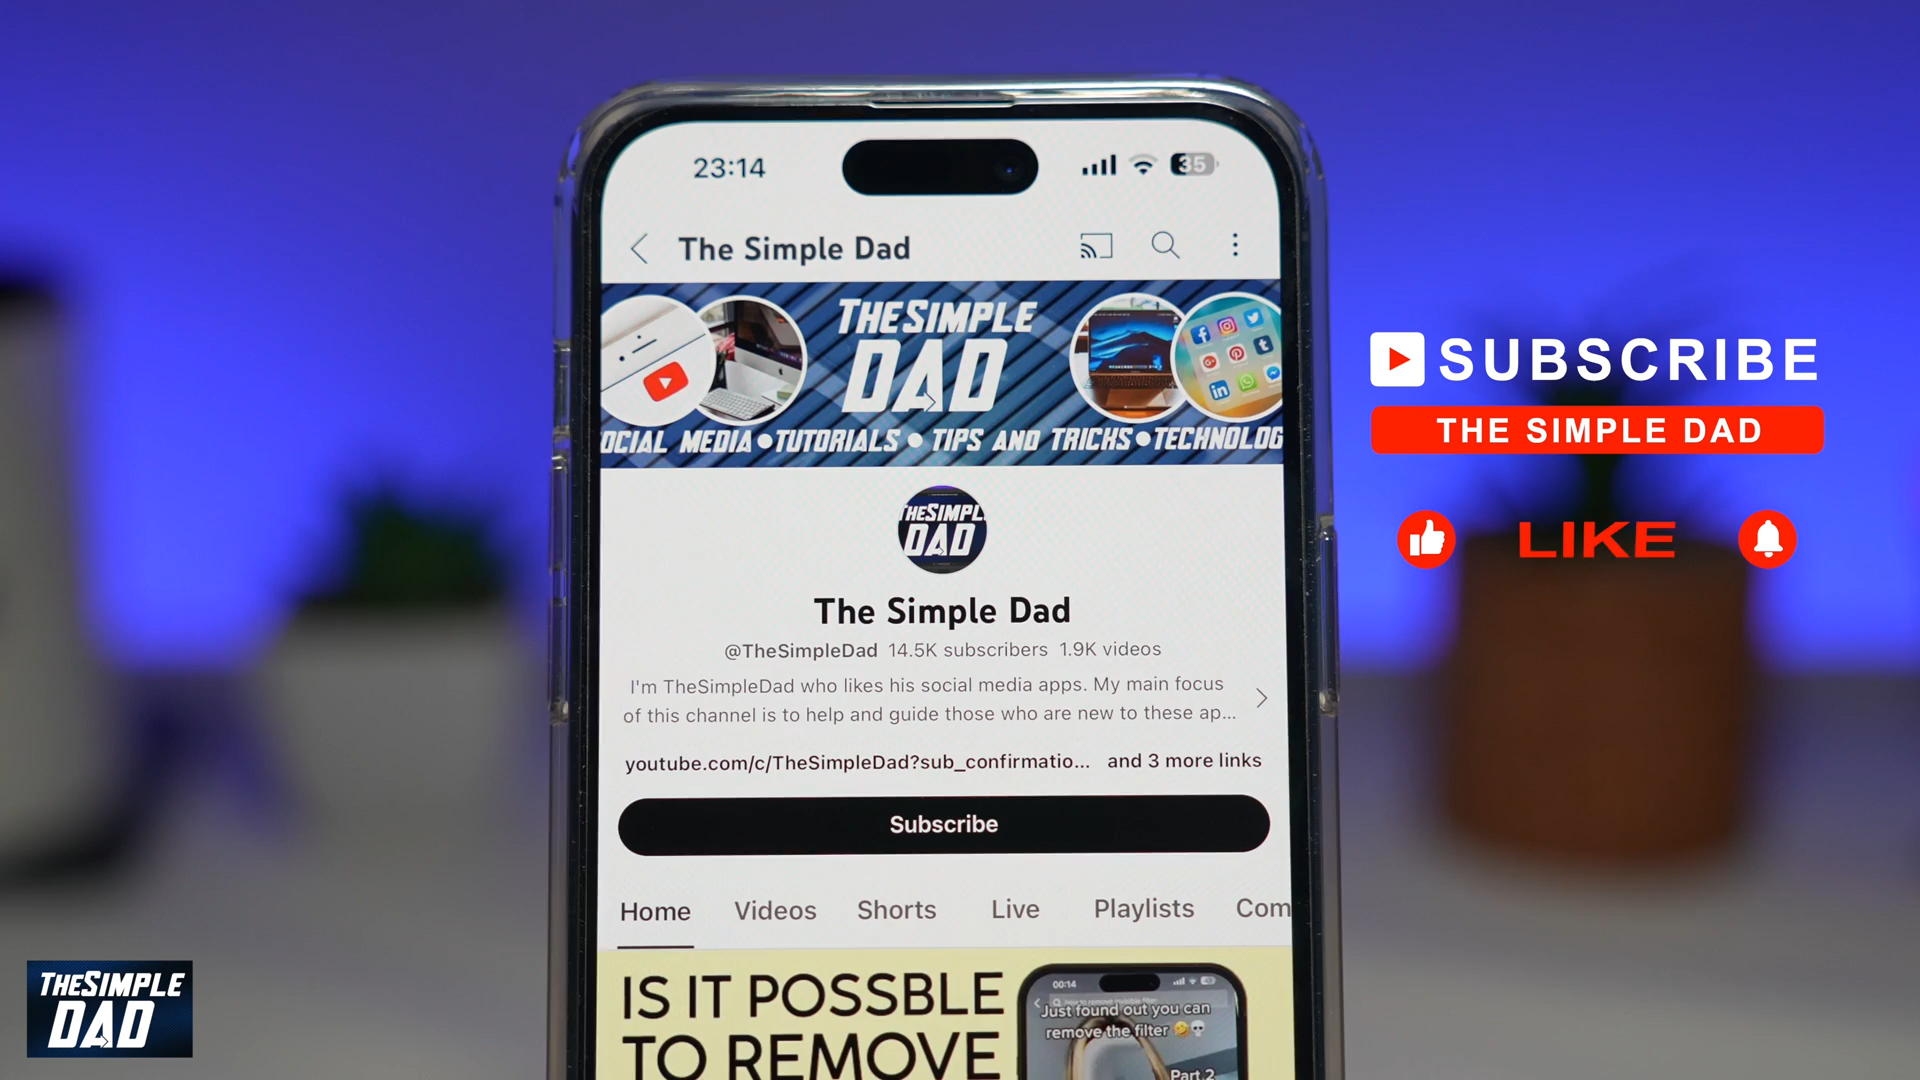 23:14
35
The Simple Dad
THESIMPLE
DAD
OCIAL MEDIA●TUTORIALS●TIPS AND TRICKS●TECHNOLOG
HESIMPL
DAD
The Simple Dad
@TheSimpleDad 14.5K subscribers 1.9K videos
I'm TheSimpleDad who likes his social media apps. My main focus
of this channel is to help and guide those who are new to these ap...
youtube.com/c/TheSimpleDad?sub_confirmatio... and 3 more links
Subscribe
Home Videos Shorts Live Playlists Com
IS IT POSSBLE
TO REMOVE
00:14
Just found out you can
remove the filter
Part 2
SUBSCRIBE
THE SIMPLE DAD
LIKE
THESIMPLE
DAD